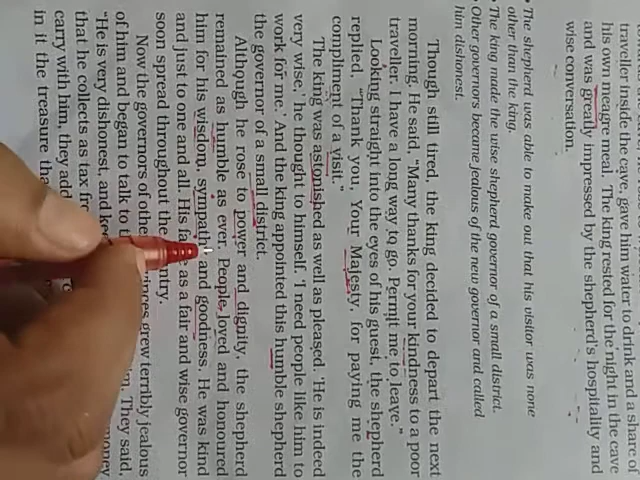 traveller inside the cave, gave him water to drink and a share of
his own meagre meal. The king rested for the night in the cave
and was greatly impressed by the shepherd's hospitality and
wise conversation.
• The shepherd was able to make out that his visitor was none
other than the king.
• The king made the wise shepherd governor of a small district.
• Other governors became jealous of the new governor and called
him dishonest.
Though still tired, the king decided to depart the next
morning. He said, “Many thanks for your kindness to a poor
traveller. I have a long way to go. Permit me to leave.”
Looking straight into the eyes of his guest, the shepherd
replied, “Thank you, Your Majesty, for paying me the
compliment of a visit.”
The king was astonished as well as pleased. ‘He is indeed
very wise,’ he thought to himself. ‘I need people like him to
work for me.’ And the king appointed this humble shepherd
the governor of a small district.
Although he rose to power and dignity, the shepherd
remained as humble as ever. People loved and honoured
him for his wisdom, sympathy and goodness. He was kind
and just to one and all. His as a fair and wise governor
soon spread throughout the
Now the governors of other grew terribly jealous
of him and began to talk to They said,
“He is very dishonest, and money
that he collects as tax
carry with him, they
in it the treasure